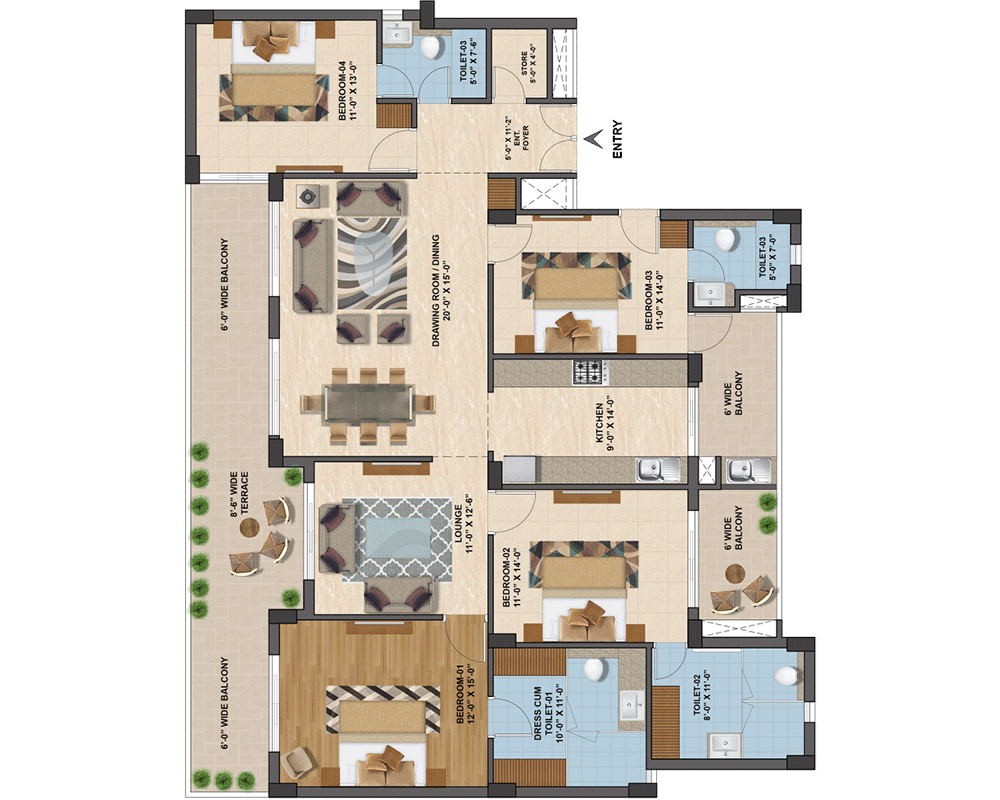 BEDROOM-04
11'-0" X 13'-0"
TOILET-03
5'-0" X 7'-6"
STORE
5'-0" X 4'-0"
5'-0" X 11'-2"
ENT.
FOYER
ENTRY
6'-0" WIDE BALCONY
DRAWING ROOM / DINING
20'-0" X 15'-0"
BEDROOM-03
11'-0" X 14'-0"
TOILET-03
5'-0" X 7'-0"
KITCHEN
9'-0" X 14'-0"
6' WIDE
BALCONY
8'-6" WIDE
TERRACE
LOUNGE
11'-0" X 12'-6"
BEDROOM-02
11'-0" X 14'-0"
6' WIDE
BALCONY
6'-0" WIDE BALCONY
BEDROOM-01
12'-0" X 15'-0"
DRESS CUM
TOILET-01
10'-0" X 11'-0"
TOILET-02
8'-0" X 11'-0"